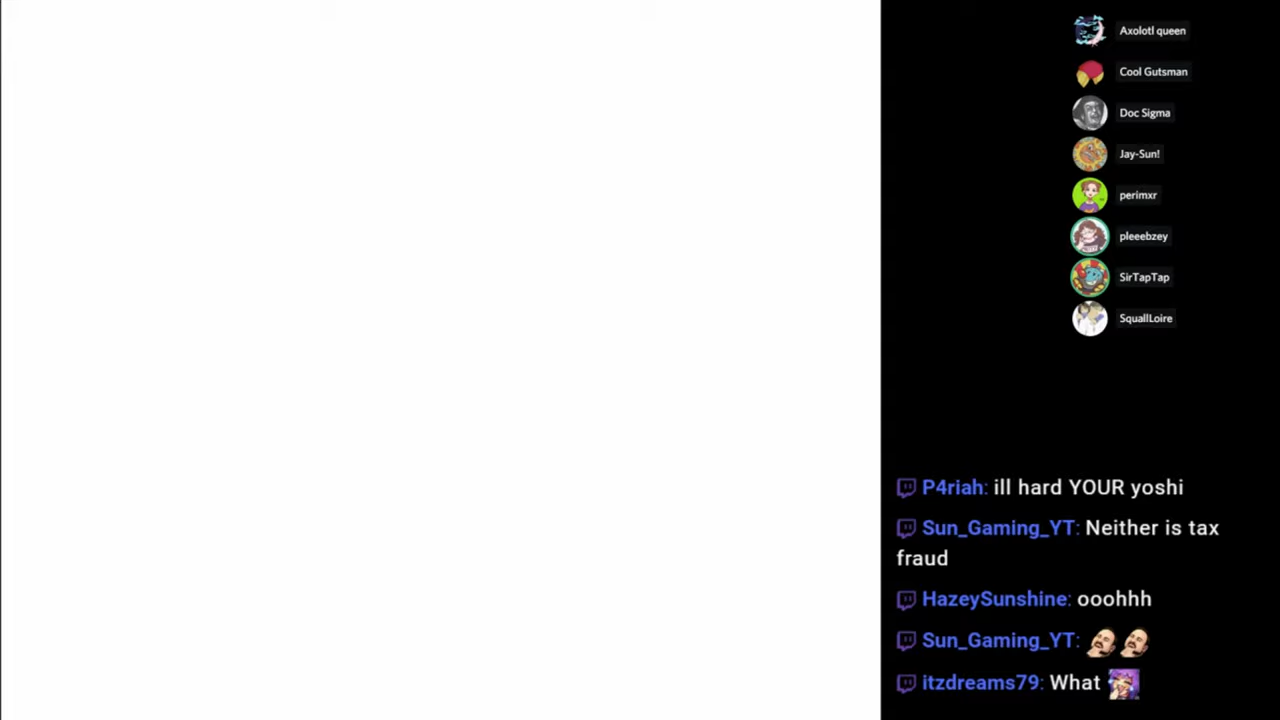 Axolotl queen
Cool Gutsman
Doc Sigma
Jay-Sun!
perimxr
pleeebzey
SirTapTap
SquallLoire
P4riah: ill hard YOUR yoshi
Sun_Gaming_YT: Neither is tax
fraud
HazeySunshine: ooohhh
Sun_Gaming_YT:
itzdreams79: What